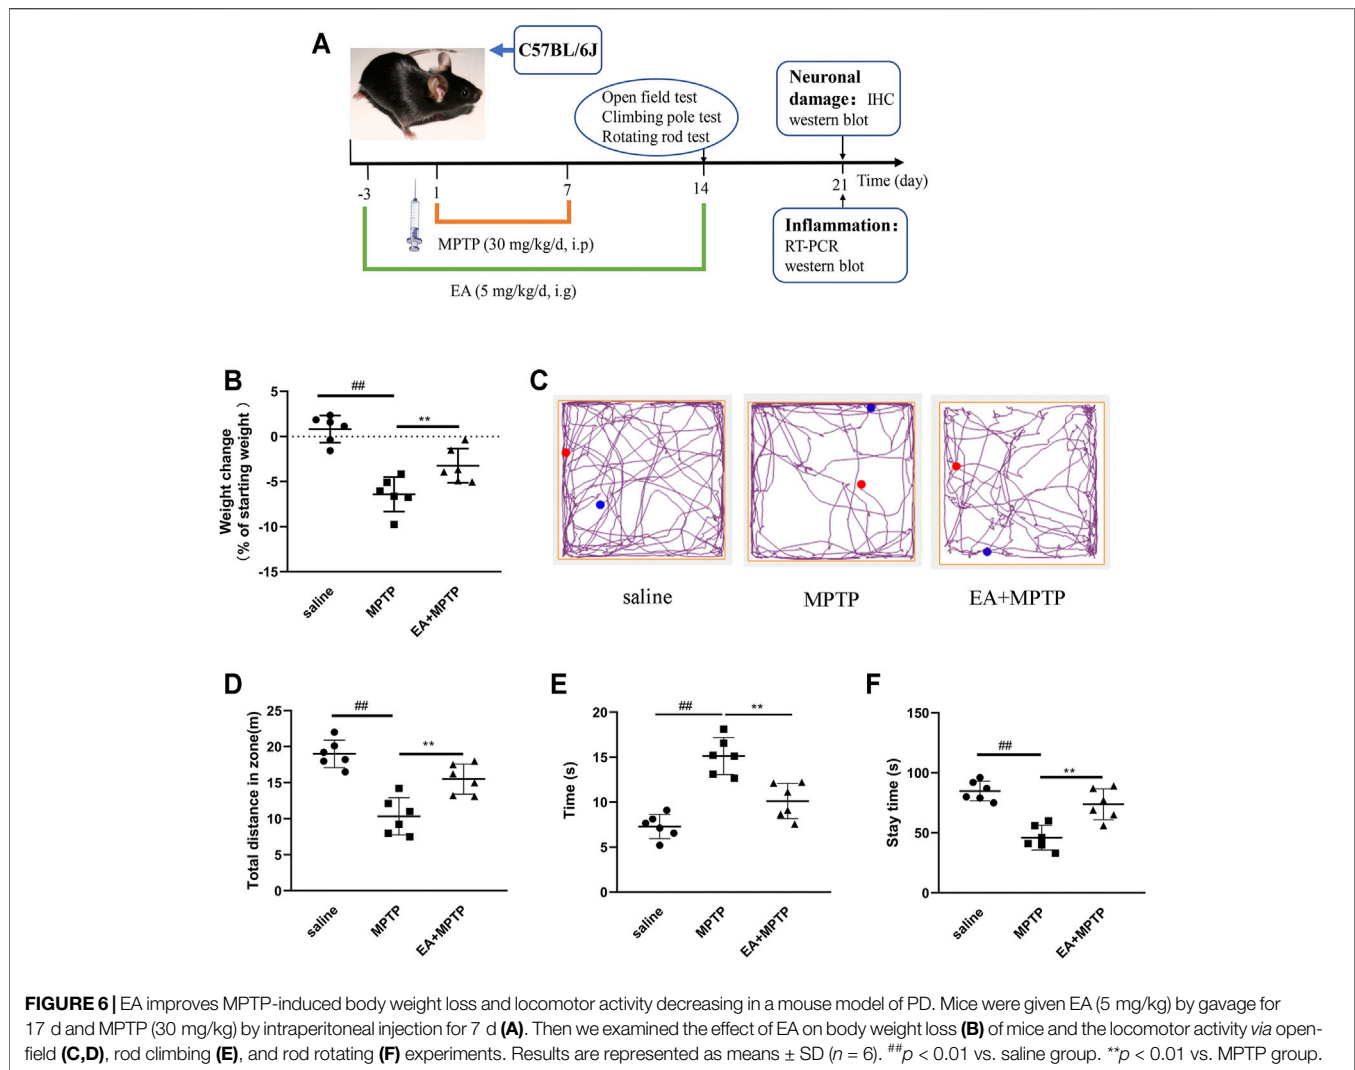 A
C57BL/6J
Open field test
Climbing pole test
Rotating rod test
Neuronal
damage： IHC
western blot
-3
1
7
14
21
Time (day)
MPTP (30 mg/kg/d, i.p)
EA (5 mg/kg/d, i.g)
Inflammation：
RT-PCR
western blot
B
Weight change
( % of starting weight )
5
0
-5
-10
-15
##
**
saline
MPTP
EA+MPTP
C
saline
MPTP
EA+MPTP
D
Total distance in zone(m)
25
20
15
10
5
0
##
**
saline
MPTP
EA+MPTP
E
Time (s)
20
15
10
5
0
##
**
saline
MPTP
EA+MPTP
F
Stay time (s)
150
100
50
0
##
**
saline
MPTP
EA+MPTP
FIGURE 6 | EA improves MPTP-induced body weight loss and locomotor activity decreasing in a mouse model of PD. Mice were given EA (5 mg/kg) by gavage for
17 d and MPTP (30 mg/kg) by intraperitoneal injection for 7 d (A). Then we examined the effect of EA on body weight loss (B) of mice and the locomotor activity via open-
field (C,D), rod climbing (E), and rod rotating (F) experiments. Results are represented as means ± SD (n = 6). ##p < 0.01 vs. saline group. **p < 0.01 vs. MPTP group.